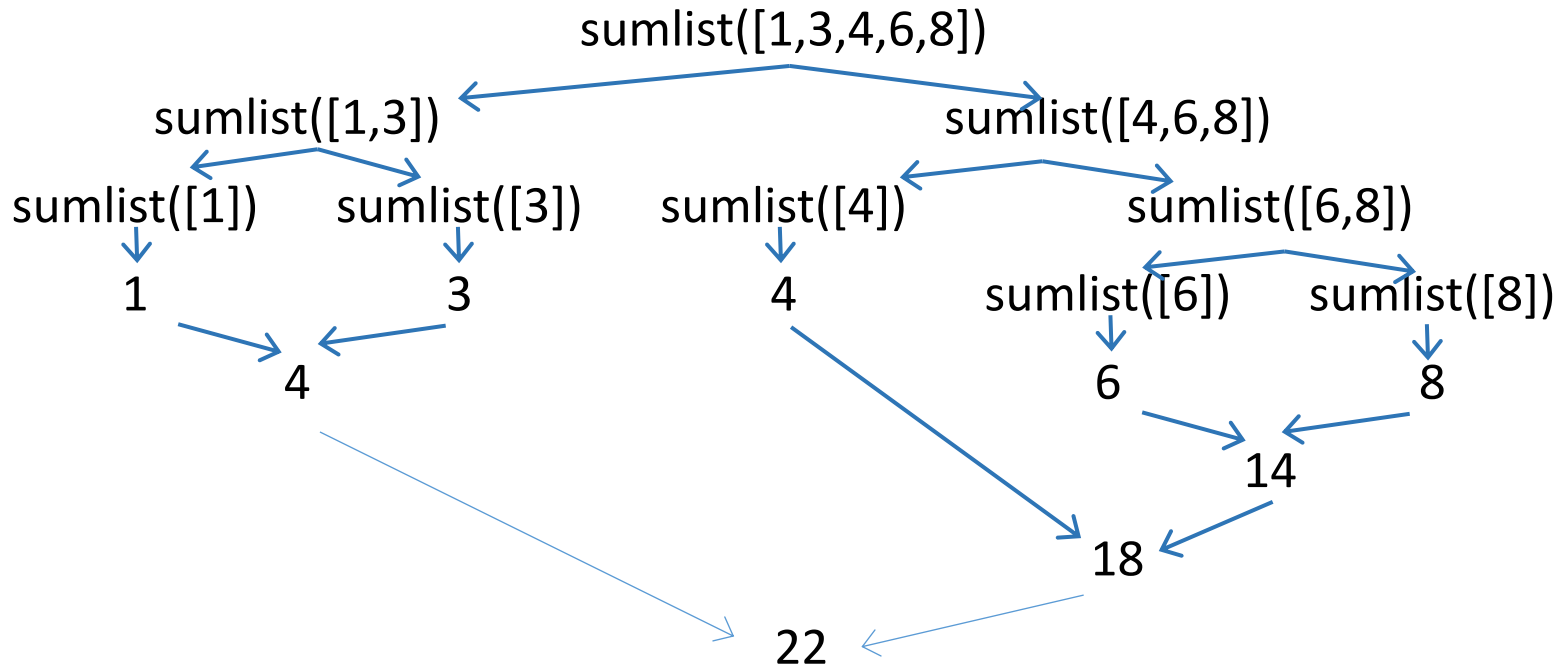 sumlist([1,3,4,6,8])
sumlist([1,3]) sumlist([4,6,8])
sumlist([1]) sumlist([3]) sumlist([4]) sumlist([6,8])
1 3 4 sumlist([6]) sumlist([8])
4 6 8
14
18
22